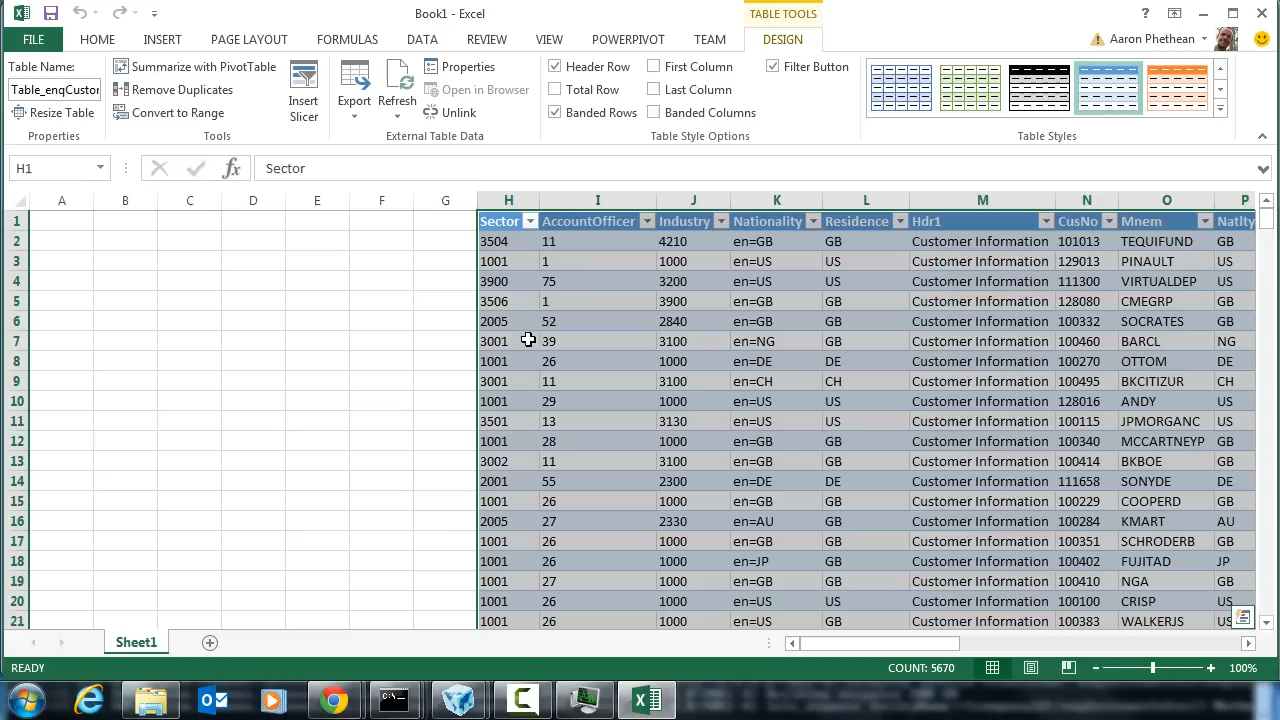 Book1 - Excel
TABLE TOOLS
FILE HOME INSERT PAGE LAYOUT FORMULAS DATA REVIEW VIEW POWERPIVOT TEAM DESIGN Aaron Phethean
Table Name: Summarize with PivotTable Properties Header Row First Column Filter Button
Table_enqCustor Remove Duplicates Open in Browser Total Row Last Column
Resize Table Convert to Range Insert Slicer Export Refresh Unlink Banded Rows Banded Columns
Properties Tools External Table Data Table Style Options Table Styles
H1 fx Sector
A B C D E F G H I J K L M N O P
1 Sector AccountOfficer Industry Nationality Residence Hdr1 CusNo Mnem Natlty
2 3504 11 4210 en=GB GB Customer Information 101013 TEQUIFUND GB
3 1001 1 1000 en=US US Customer Information 129013 PINAULT US
4 3900 75 3200 en=US US Customer Information 111300 VIRTUALDEP US
5 3506 1 3900 en=GB GB Customer Information 128080 CMEGRP GB
6 2005 52 2840 en=GB GB Customer Information 100332 SOCRATES GB
7 3001 39 3100 en=NG GB Customer Information 100460 BARCL NG
8 1001 26 1000 en=DE DE Customer Information 100270 OTTOM DE
9 3001 11 3100 en=CH CH Customer Information 100495 BKCITIZUR CH
10 1001 29 1000 en=US US Customer Information 128016 ANDY US
11 3501 13 3130 en=US US Customer Information 100115 JPMORGANC US
12 1001 28 1000 en=GB GB Customer Information 100340 MCCARTNEYP GB
13 3002 11 3100 en=GB GB Customer Information 100414 BKBOE GB
14 2001 55 2300 en=DE DE Customer Information 111658 SONYDE DE
15 1001 26 1000 en=GB GB Customer Information 100229 COOPERD GB
16 2005 27 2330 en=AU GB Customer Information 100284 KMART AU
17 1001 26 1000 en=GB GB Customer Information 100351 SCHRODERB GB
18 1001 26 1000 en=JP GB Customer Information 100402 FUJITAD JP
19 1001 27 1000 en=GB GB Customer Information 100410 NGA GB
20 1001 26 1000 en=US US Customer Information 100100 CRISP US
21 1001 26 1000 en=US GB Customer Information 100383 WALKERJS US
Sheet1
READY COUNT: 5670 100%